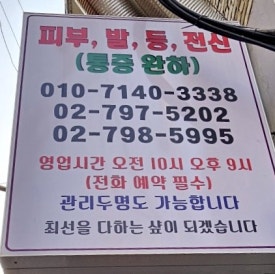 피부, 발, 등, 전신
(통증 완하)
010-7140-3338
02-797-5202
02-798-5995
영업시간 오전 10시 오후 9시
(전화 예약 필수)
관리두명도 가능합니다
최선을 다하는 샾이 되겠습니다